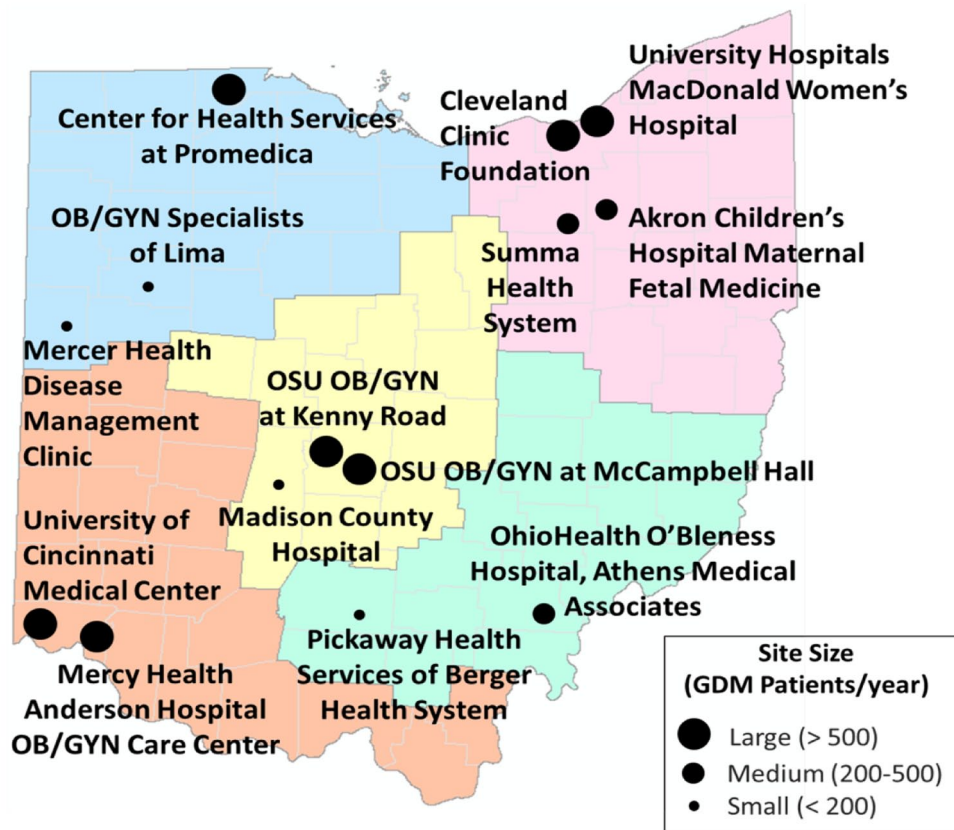 Center for Health Services
at Promedica
OB/GYN Specialists
of Lima
Mercer Health
Disease
Management
Clinic
Cleveland
Clinic
Foundation
University Hospitals
MacDonald Women’s
Hospital
Summa
Health
System
Akron Children’s
Hospital Maternal
Fetal Medicine
OSU OB/GYN
at Kenny Road
OSU OB/GYN at McCampbell Hall
Madison County
Hospital
University of
Cincinnati
Medical Center
Mercy Health
Anderson Hospital
OB/GYN Care Center
OhioHealth O’Bleness
Hospital, Athens Medical
Associates
Pickaway Health
Services of Berger
Health System
Site Size
(GDM Patients/year)
Large (> 500)
Medium (200-500)
Small (< 200)